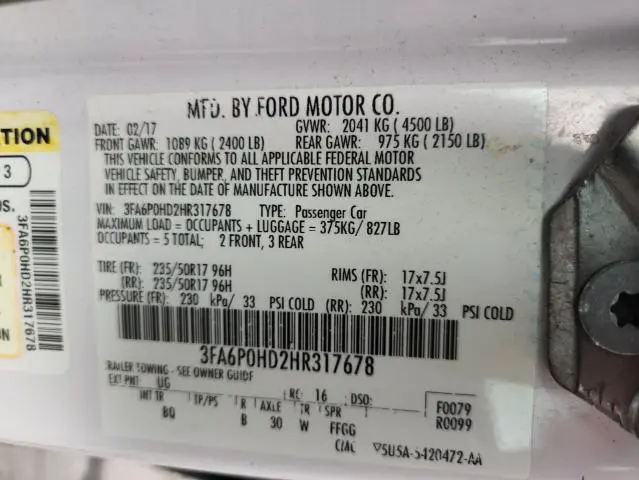 MFD. BY FORD MOTOR CO.
DATE: 02/17 GVWR: 2041 KG ( 4500 LB)
FRONT GAWR: 1089 KG ( 2400 LB) REAR GAWR: 975 KG ( 2150 LB)
THIS VEHICLE CONFORMS TO ALL APPLICABLE FEDERAL MOTOR
VEHICLE SAFETY, BUMPER, AND THEFT PREVENTION STANDARDS
IN EFFECT ON THE DATE OF MANUFACTURE SHOWN ABOVE.
VIN: 3FA6P0HD2HR317678 TYPE: Passenger Car
MAXIMUM LOAD = OCCUPANTS + LUGGAGE = 375KG/ 827LB
OCCUPANTS = 5 TOTAL; 2 FRONT, 3 REAR
TIRE (FR): 235/50R17 96H RIMS (FR): 17x7.5J
(RR): 235/50R17 96H (RR): 17x7.5J
PRESSURE (FR): 230 kPa/ 33 PSI COLD (RR): 230 kPa/ 33 PSI COLD
3FA6P0HD2HR317678
TRAILER TOWING - SEE OWNER GUIDE
EXT PNT: UG RC: 16 DSO: F0079
INT TR TP/PS R AXLE TR SPR R0099
BQ B 30 W FFGG
CMC 5U5A-5420472-AA
TION
3
OS.
3FA6P0HD2HR317678
ON